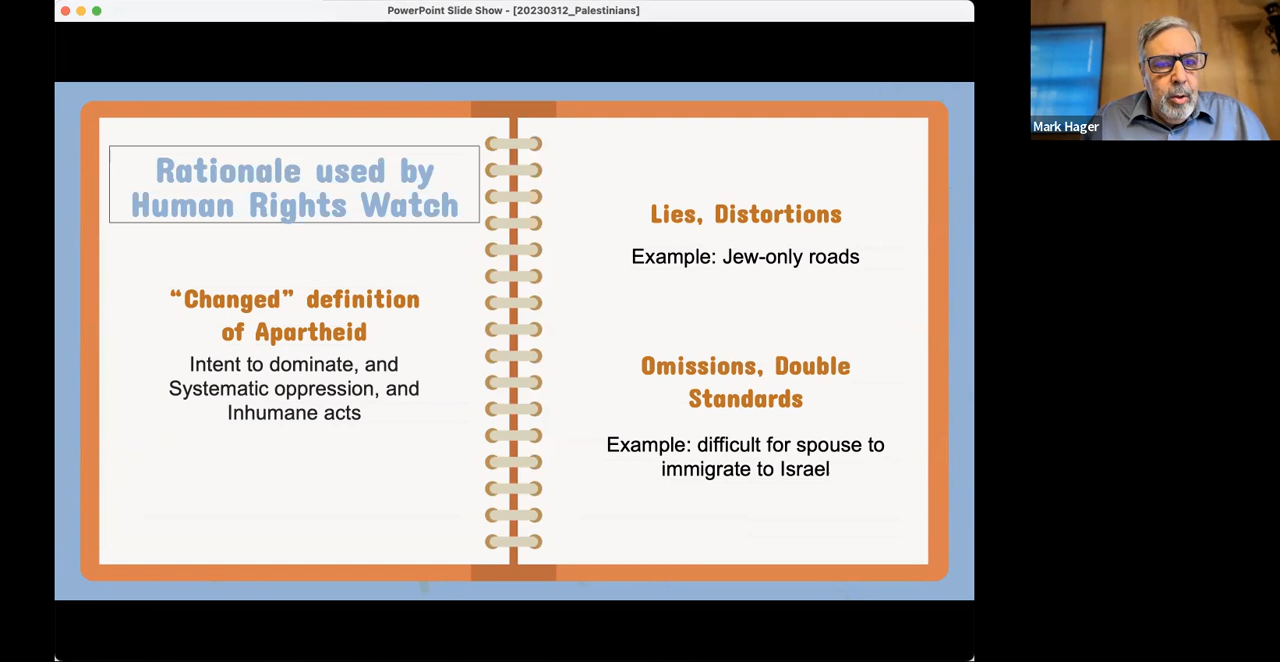 PowerPoint Slide Show - [20230312_Palestinians]
Rationale used by
Human Rights Watch
“Changed” definition
of Apartheid
Intent to dominate, and
Systematic oppression, and
Inhumane acts
Lies, Distortions
Example: Jew-only roads
Omissions, Double
Standards
Example: difficult for spouse to
immigrate to Israel
Mark Hager